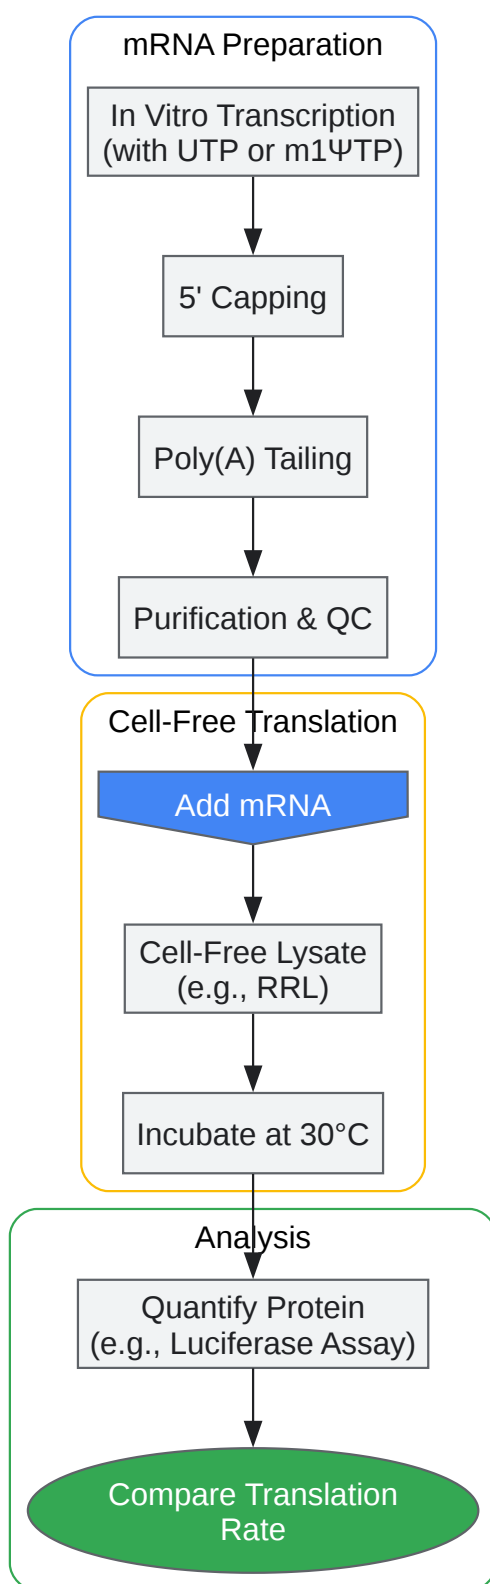 mRNA Preparation
In Vitro Transcription
(with UTP or m1ΨTP)
5' Capping
Poly(A) Tailing
Purification & QC
Cell-Free Translation
Add mRNA
Cell-Free Lysate
(e.g., RRL)
Incubate at 30°C
Analysis
Quantify Protein
(e.g., Luciferase Assay)
Compare Translation
Rate